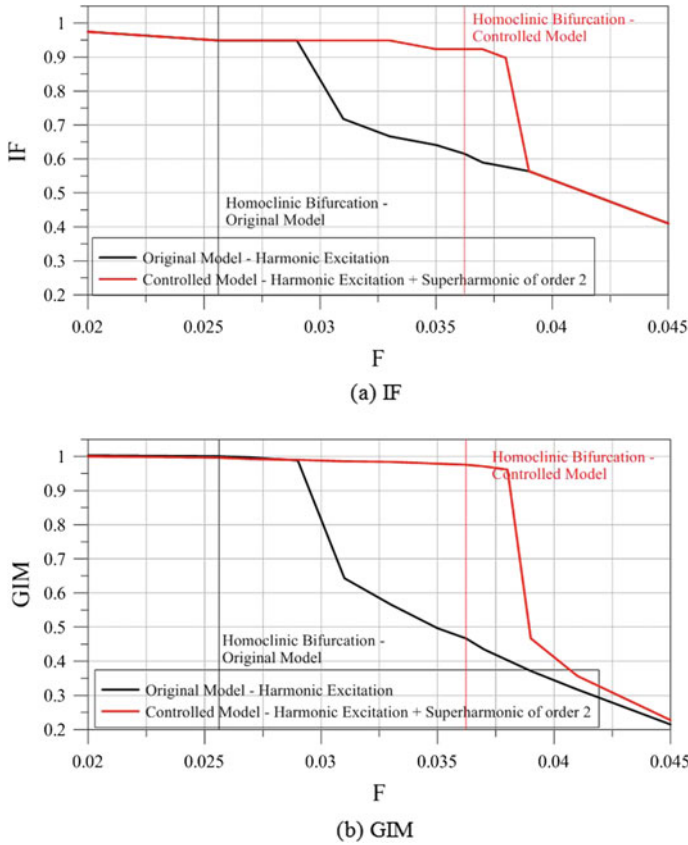 1
0.9
0.8
0.7
0.6
0.5
0.4
0.3
0.2
IF
Homoclinic Bifurcation -
Controlled Model
Homoclinic Bifurcation -
Original Model
Original Model - Harmonic Excitation
Controlled Model - Harmonic Excitation + Superharmonic of order 2
0.02 0.025 0.03 0.035 0.04 0.045
F
(a) IF
1
0.9
0.8
0.7
0.6
0.5
0.4
0.3
0.2
GIM
Homoclinic Bifurcation -
Controlled Model
Homoclinic Bifurcation -
Original Model
Original Model - Harmonic Excitation
Controlled Model - Harmonic Excitation + Superharmonic of order 2
0.02 0.025 0.03 0.035 0.04 0.045
F
(b) GIM